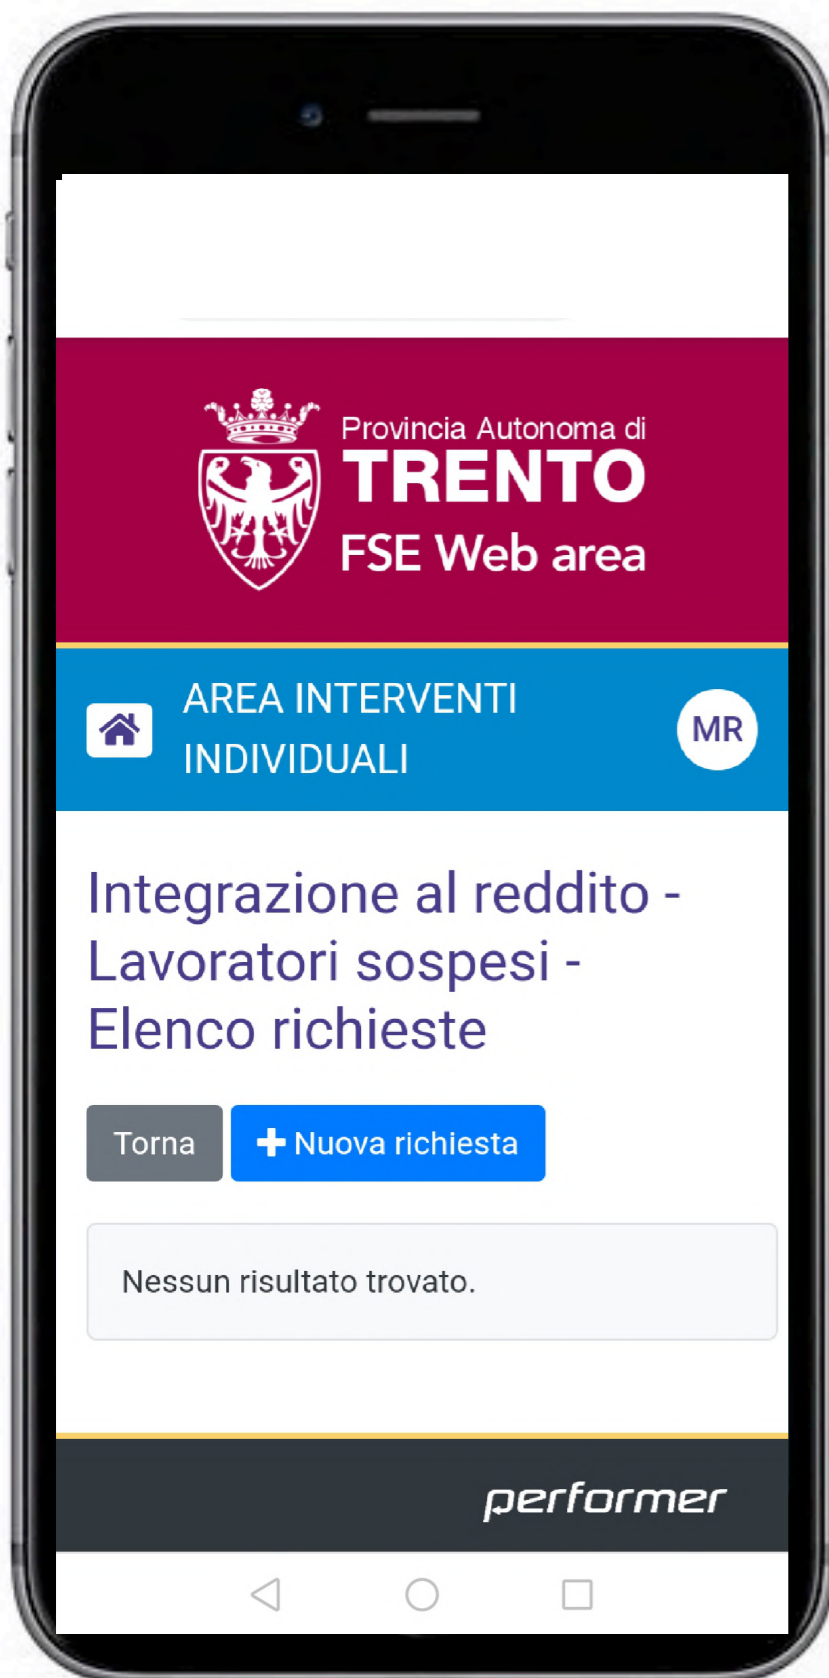 Provincia Autonoma di
TRENTO
FSE Web area
AREA INTERVENTI
INDIVIDUALI
MR
Integrazione al reddito -
Lavoratori sospesi -
Elenco richieste
Torna
Nuova richiesta
Nessun risultato trovato.
performer